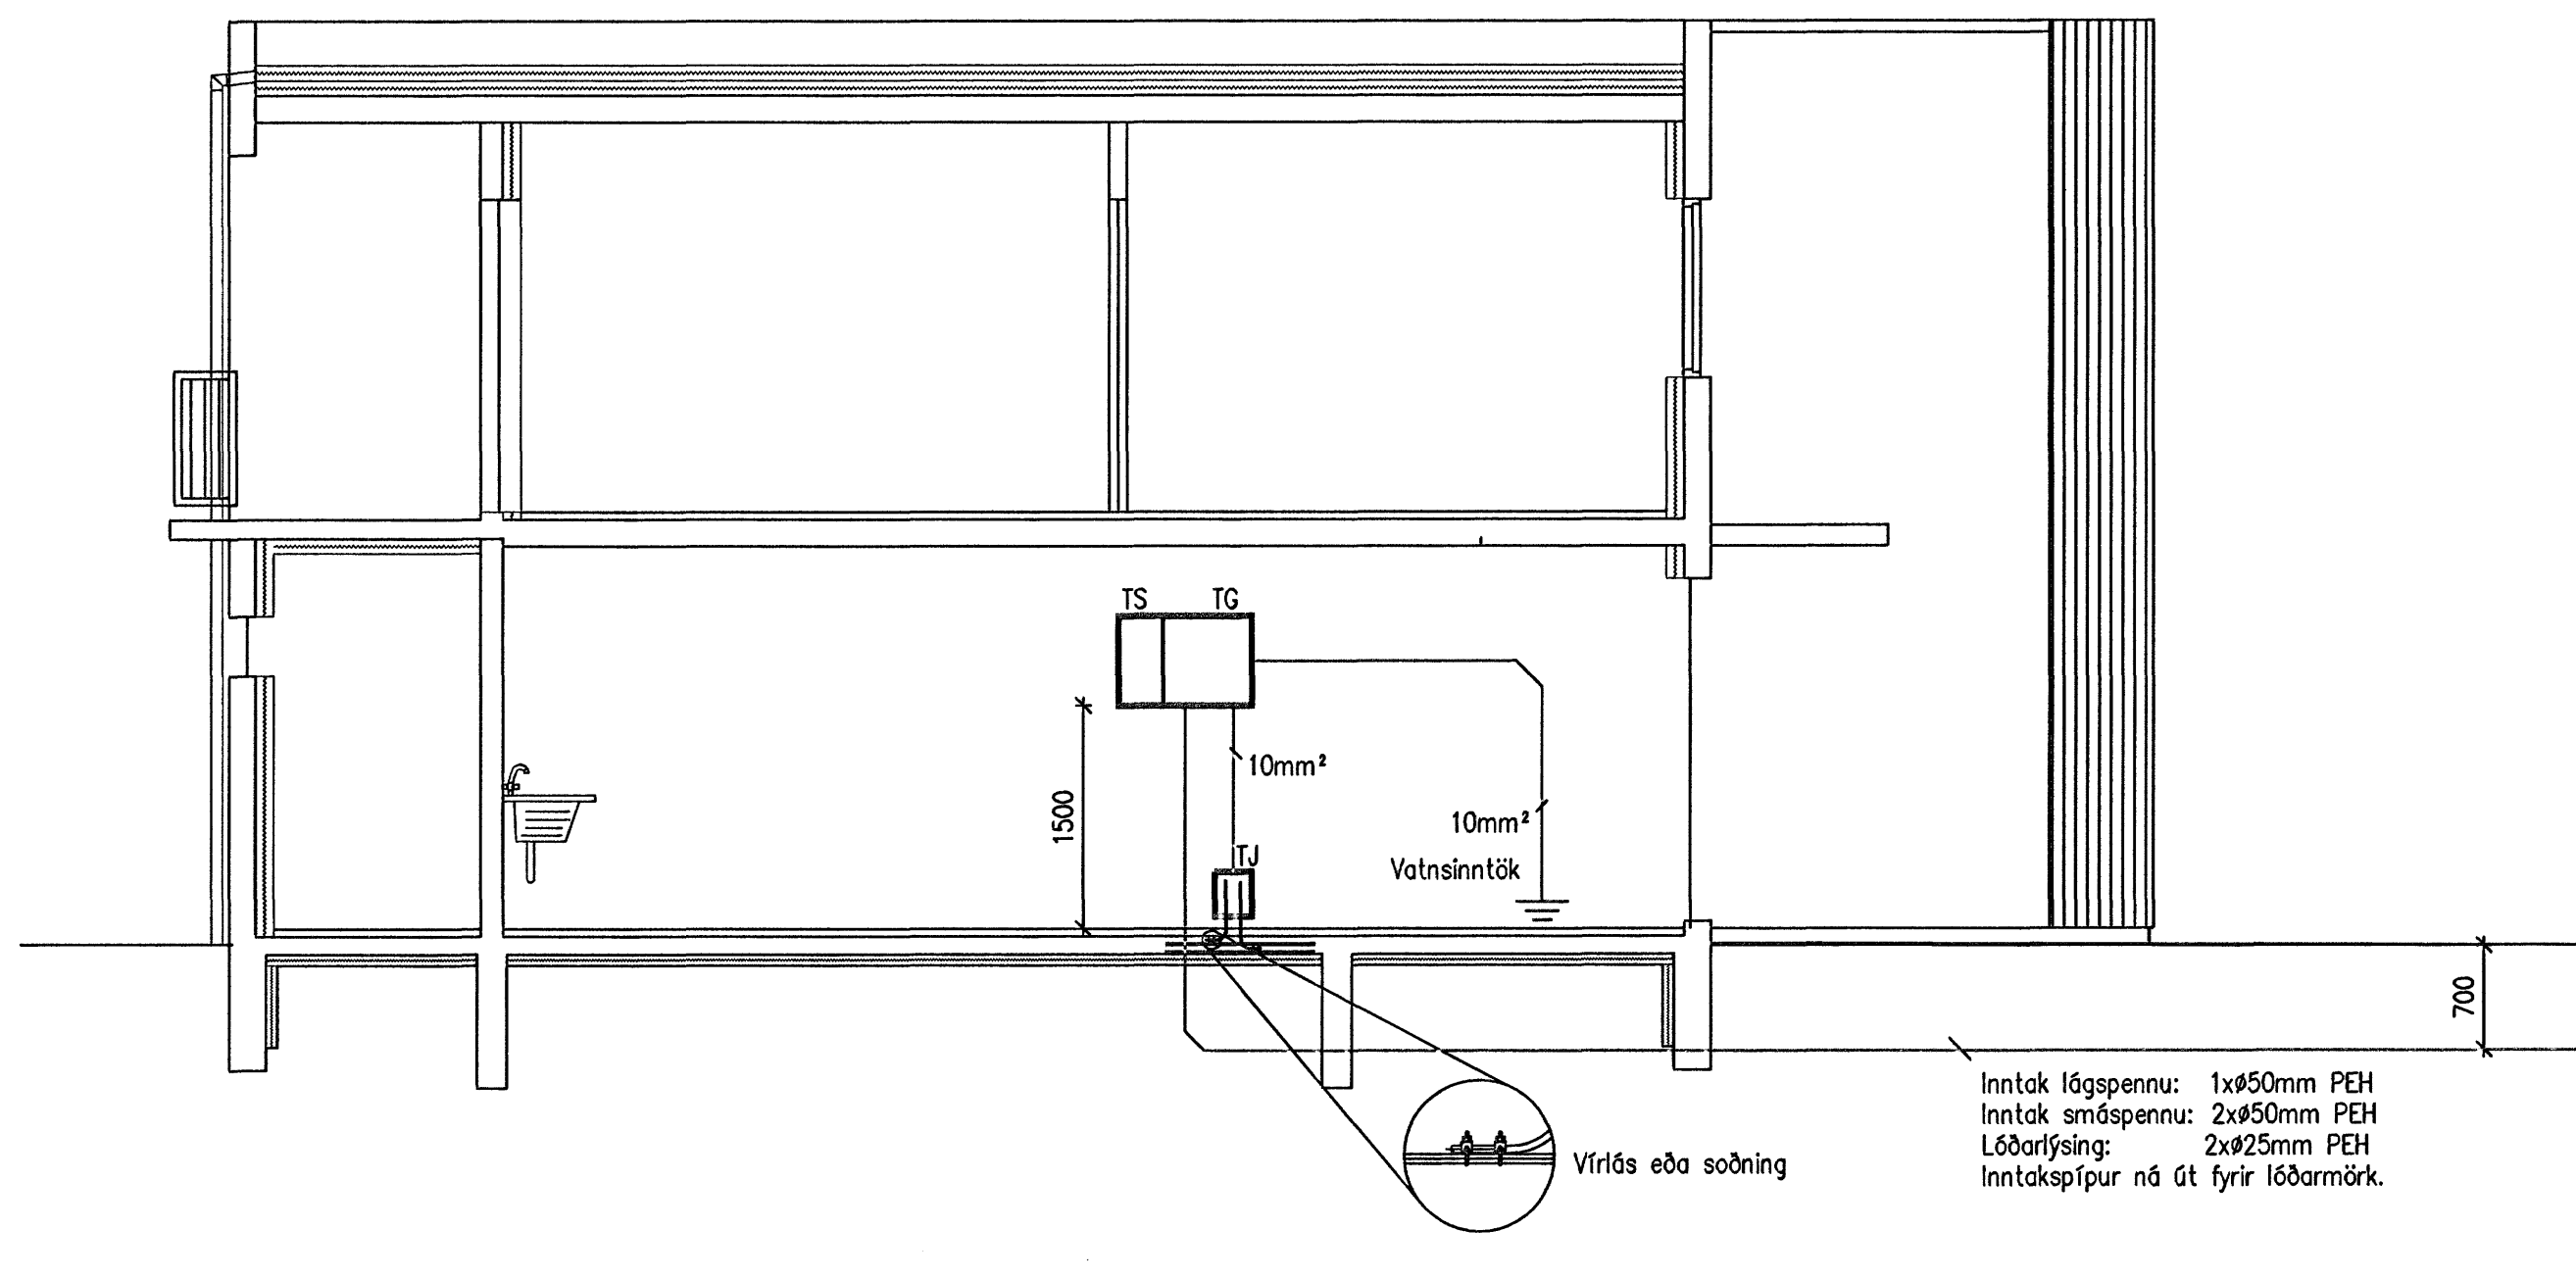 TS TG
10mm²
1500
10mm²
TJ
Vatnsinntök
700
Inntak lágspennu: 1xø50mm PEH
Inntak smáspennu: 2xø50mm PEH
Lóðarlýsing: 2xø25mm PEH
Inntakspípur ná út fyrir lóðarmörk.
Vírlás eða soðning